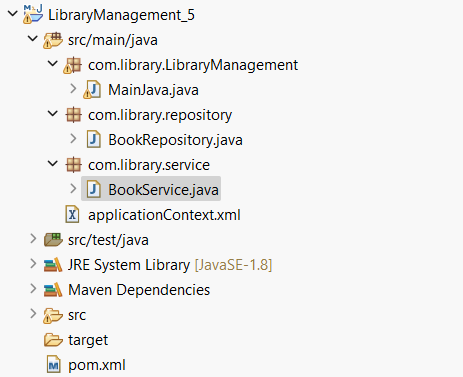 LibraryManagement_5
src/main/java
com.library.LibraryManagement
MainJava.java
com.library.repository
BookRepository.java
com.library.service
BookService.java
applicationContext.xml
src/test/java
JRE System Library [JavaSE-1.8]
Maven Dependencies
src
target
pom.xml